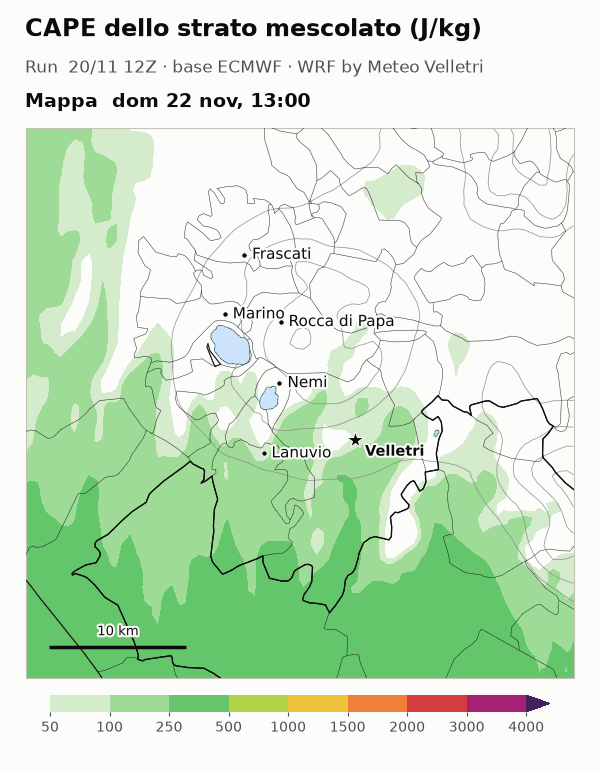 CAPE dello strato mescolato (J/kg)
Run  20/11 12Z · base ECMWF · WRF by Meteo Velletri
Mappa  dom 22 nov, 13:00
Frascati
Marino
Rocca di Papa
Nemi
Velletri
Lanuvio
10 km
50 100 250 500 1000 1500 2000 3000 4000